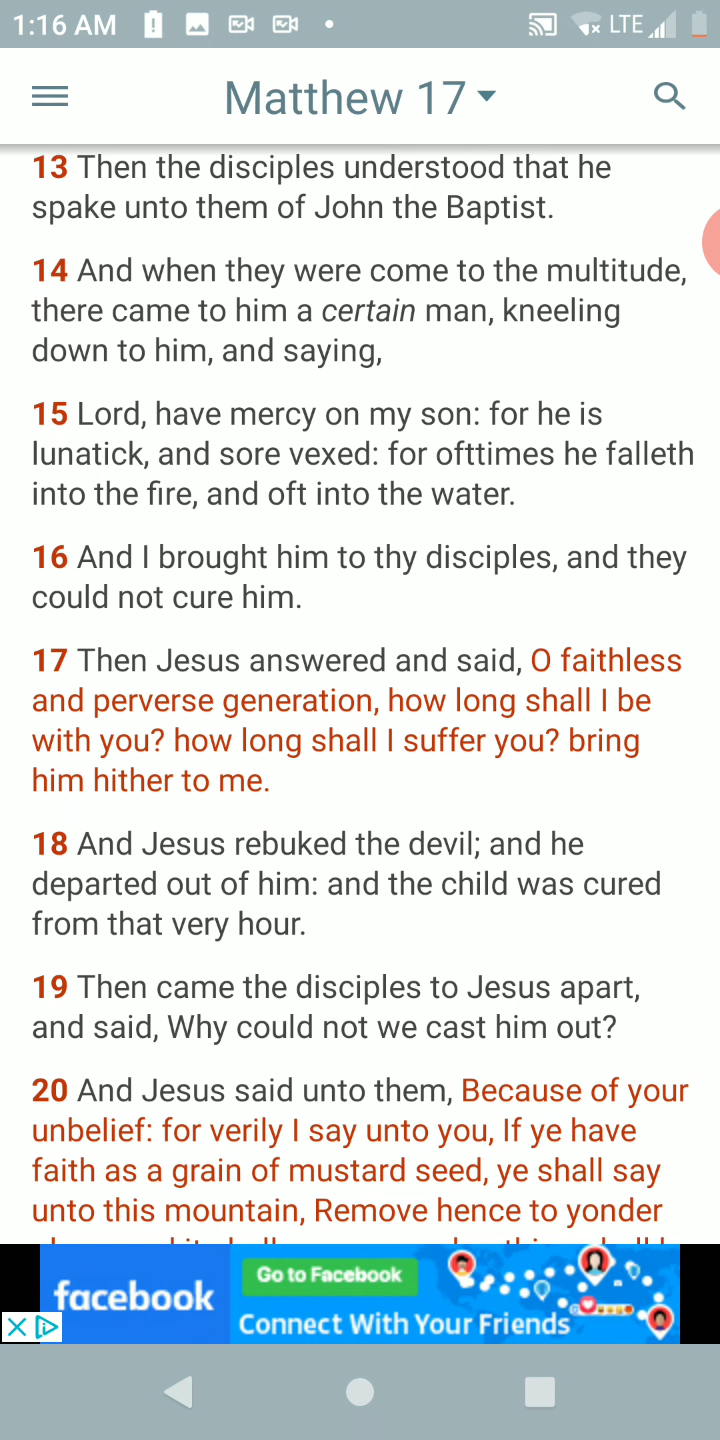 1:16 AM
LTE
Matthew 17
13 Then the disciples understood that he
spake unto them of John the Baptist.
14 And when they were come to the multitude,
there came to him a certain man, kneeling
down to him, and saying,
15 Lord, have mercy on my son: for he is
lunatick, and sore vexed: for ofttimes he falleth
into the fire, and oft into the water.
16 And I brought him to thy disciples, and they
could not cure him.
17 Then Jesus answered and said, O faithless
and perverse generation, how long shall I be
with you? how long shall I suffer you? bring
him hither to me.
18 And Jesus rebuked the devil; and he
departed out of him: and the child was cured
from that very hour.
19 Then came the disciples to Jesus apart,
and said, Why could not we cast him out?
20 And Jesus said unto them, Because of your
unbelief: for verily I say unto you, If ye have
faith as a grain of mustard seed, ye shall say
unto this mountain, Remove hence to yonder
facebook
Go to Facebook
Connect With Your Friends